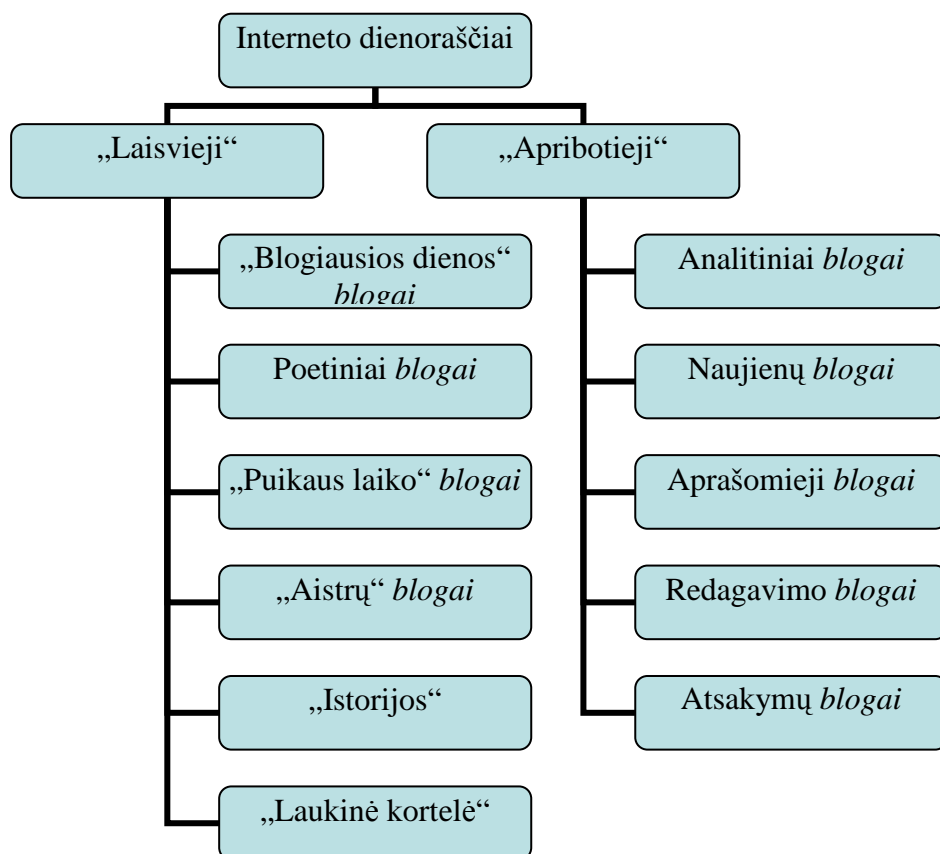 Interneto dienoraščiai
„Laisvieji“
„Apribotieji“
„Blogiausios dienos“
blogai
Poetiniai blogai
„Puikaus laiko“ blogai
„Aistrų“ blogai
„Istorijos“
„Laukinė kortelė“
Analitiniai blogai
Naujienų blogai
Aprašomieji blogai
Redagavimo blogai
Atsakymų blogai